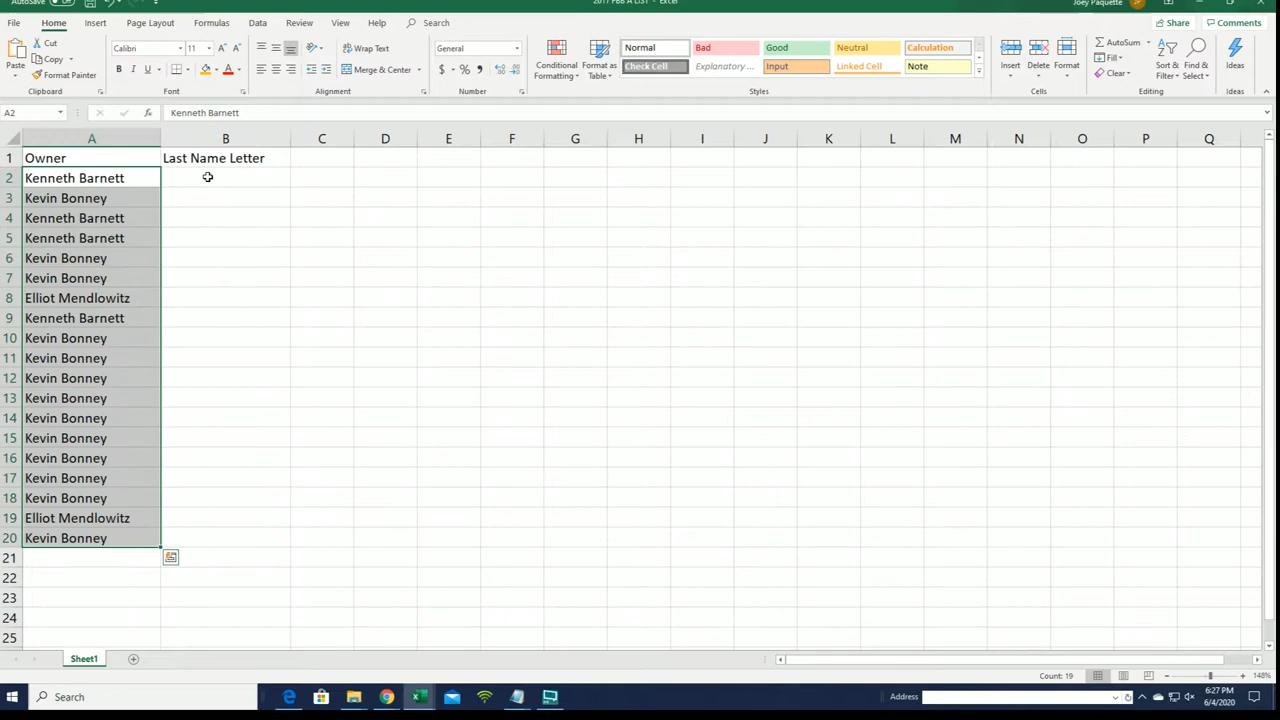 AutoSave
2017 PBB A LIST - Excel
Joey Paquette
File Home Insert Page Layout Formulas Data Review View Help Search Share Comments
Paste Cut Copy Format Painter Clipboard
Calibri 11 A A B I U A Font
Wrap Text Merge & Center Alignment
General $ % , Number
Conditional Formatting Format as Table
Normal Bad Good Neutral Calculation
Check Cell Explanatory ... Input Linked Cell Note
Styles
Insert Delete Format Cells
AutoSum Fill Clear Sort & Filter Find & Select Editing
Ideas Ideas
A2 fx Kenneth Barnett
A B C D E F G H I J K L M N O P Q
1 Owner Last Name Letter
2 Kenneth Barnett
3 Kevin Bonney
4 Kenneth Barnett
5 Kenneth Barnett
6 Kevin Bonney
7 Kevin Bonney
8 Elliot Mendlowitz
9 Kenneth Barnett
10 Kevin Bonney
11 Kevin Bonney
12 Kevin Bonney
13 Kevin Bonney
14 Kevin Bonney
15 Kevin Bonney
16 Kevin Bonney
17 Kevin Bonney
18 Kevin Bonney
19 Elliot Mendlowitz
20 Kevin Bonney
21
22
23
24
25
Sheet1
Count: 19 148%
Search Address 6:27 PM
6/4/2020